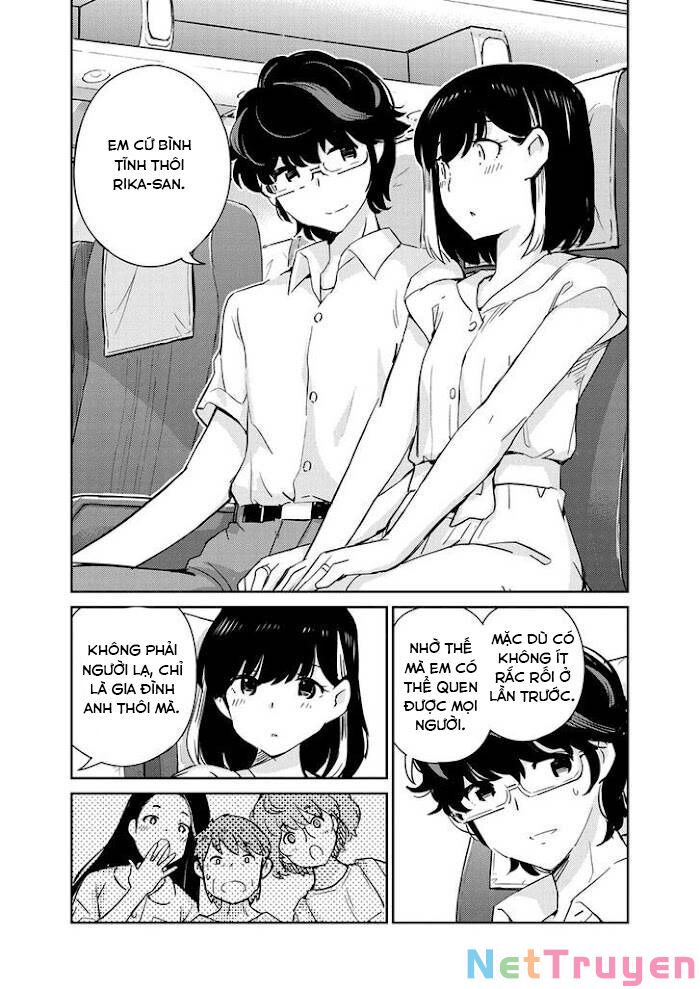 EM CỨ BÌNH
TĨNH THÔI
RIKA-SAN.
MẶC DÙ CÓ
KHÔNG ÍT
RẮC RỐI Ở
LẦN TRƯỚC.
NHỜ THẾ
MÀ EM CÓ
THỂ QUEN
ĐƯỢC MỌI
NGƯỜI.
KHÔNG PHẢI
NGƯỜI LẠ, CHỈ
LÀ GIA ĐÌNH
ANH THÔI MÀ.
NetTruyen